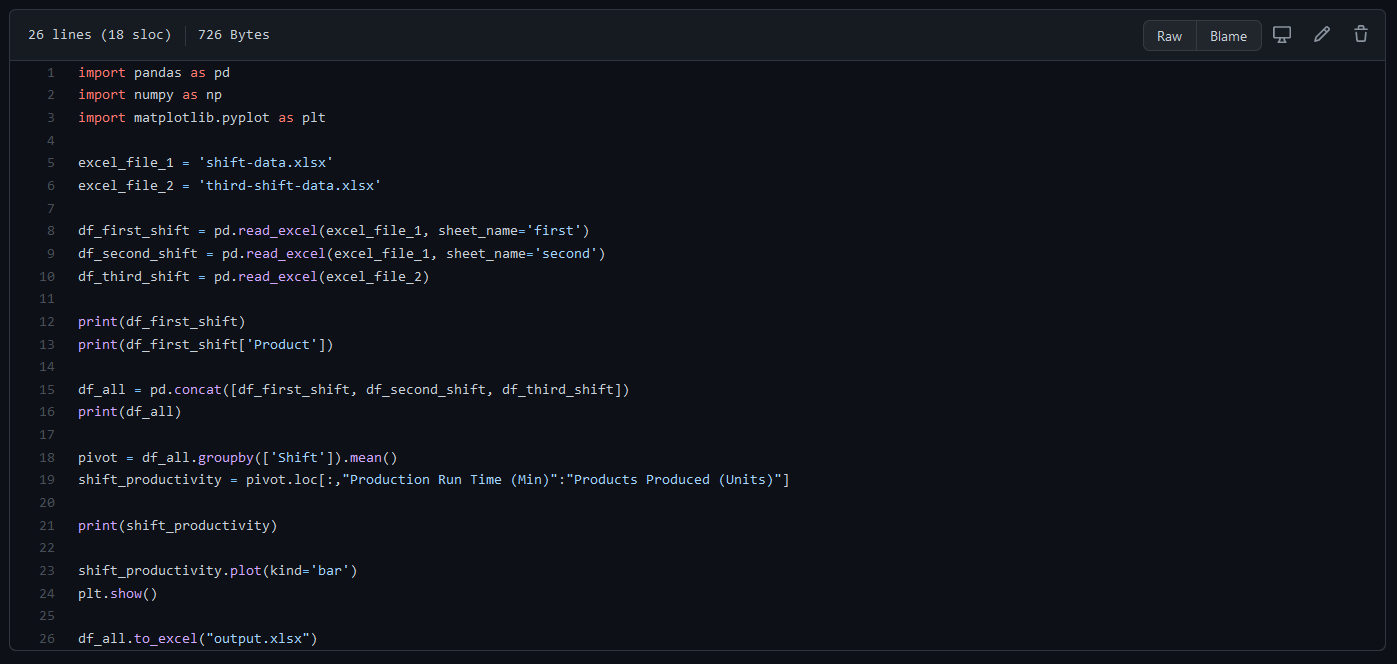 26 lines (18 sloc) 726 Bytes Raw Blame
1 import pandas as pd
2 import numpy as np
3 import matplotlib.pyplot as plt
4
5 excel_file_1 = 'shift-data.xlsx'
6 excel_file_2 = 'third-shift-data.xlsx'
7
8 df_first_shift = pd.read_excel(excel_file_1, sheet_name='first')
9 df_second_shift = pd.read_excel(excel_file_1, sheet_name='second')
10 df_third_shift = pd.read_excel(excel_file_2)
11
12 print(df_first_shift)
13 print(df_first_shift['Product'])
14
15 df_all = pd.concat([df_first_shift, df_second_shift, df_third_shift])
16 print(df_all)
17
18 pivot = df_all.groupby(['Shift']).mean()
19 shift_productivity = pivot.loc[:,"Production Run Time (Min)":"Products Produced (Units)"]
20
21 print(shift_productivity)
22
23 shift_productivity.plot(kind='bar')
24 plt.show()
25
26 df_all.to_excel("output.xlsx")